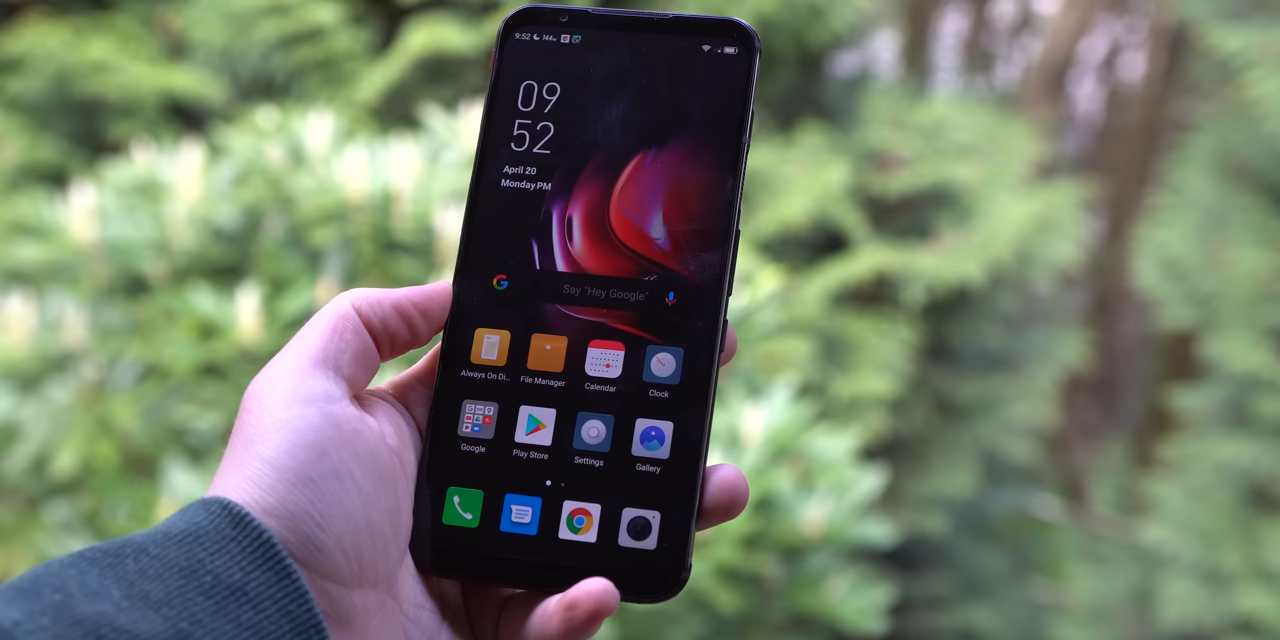 9:52 144Hz
09
52
April 20
Monday PM
Say "Hey Google"
Always On Di...
File Manager
Calendar
Clock
Google
Play Store
Settings
Gallery